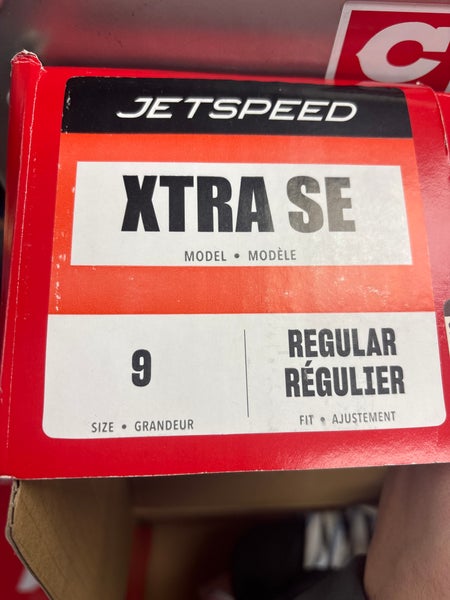 C
JETSPEED
XTRA SE
MODEL • MODÈLE
9
SIZE • GRANDEUR
REGULAR
RÉGULIER
FIT • AJUSTEMENT